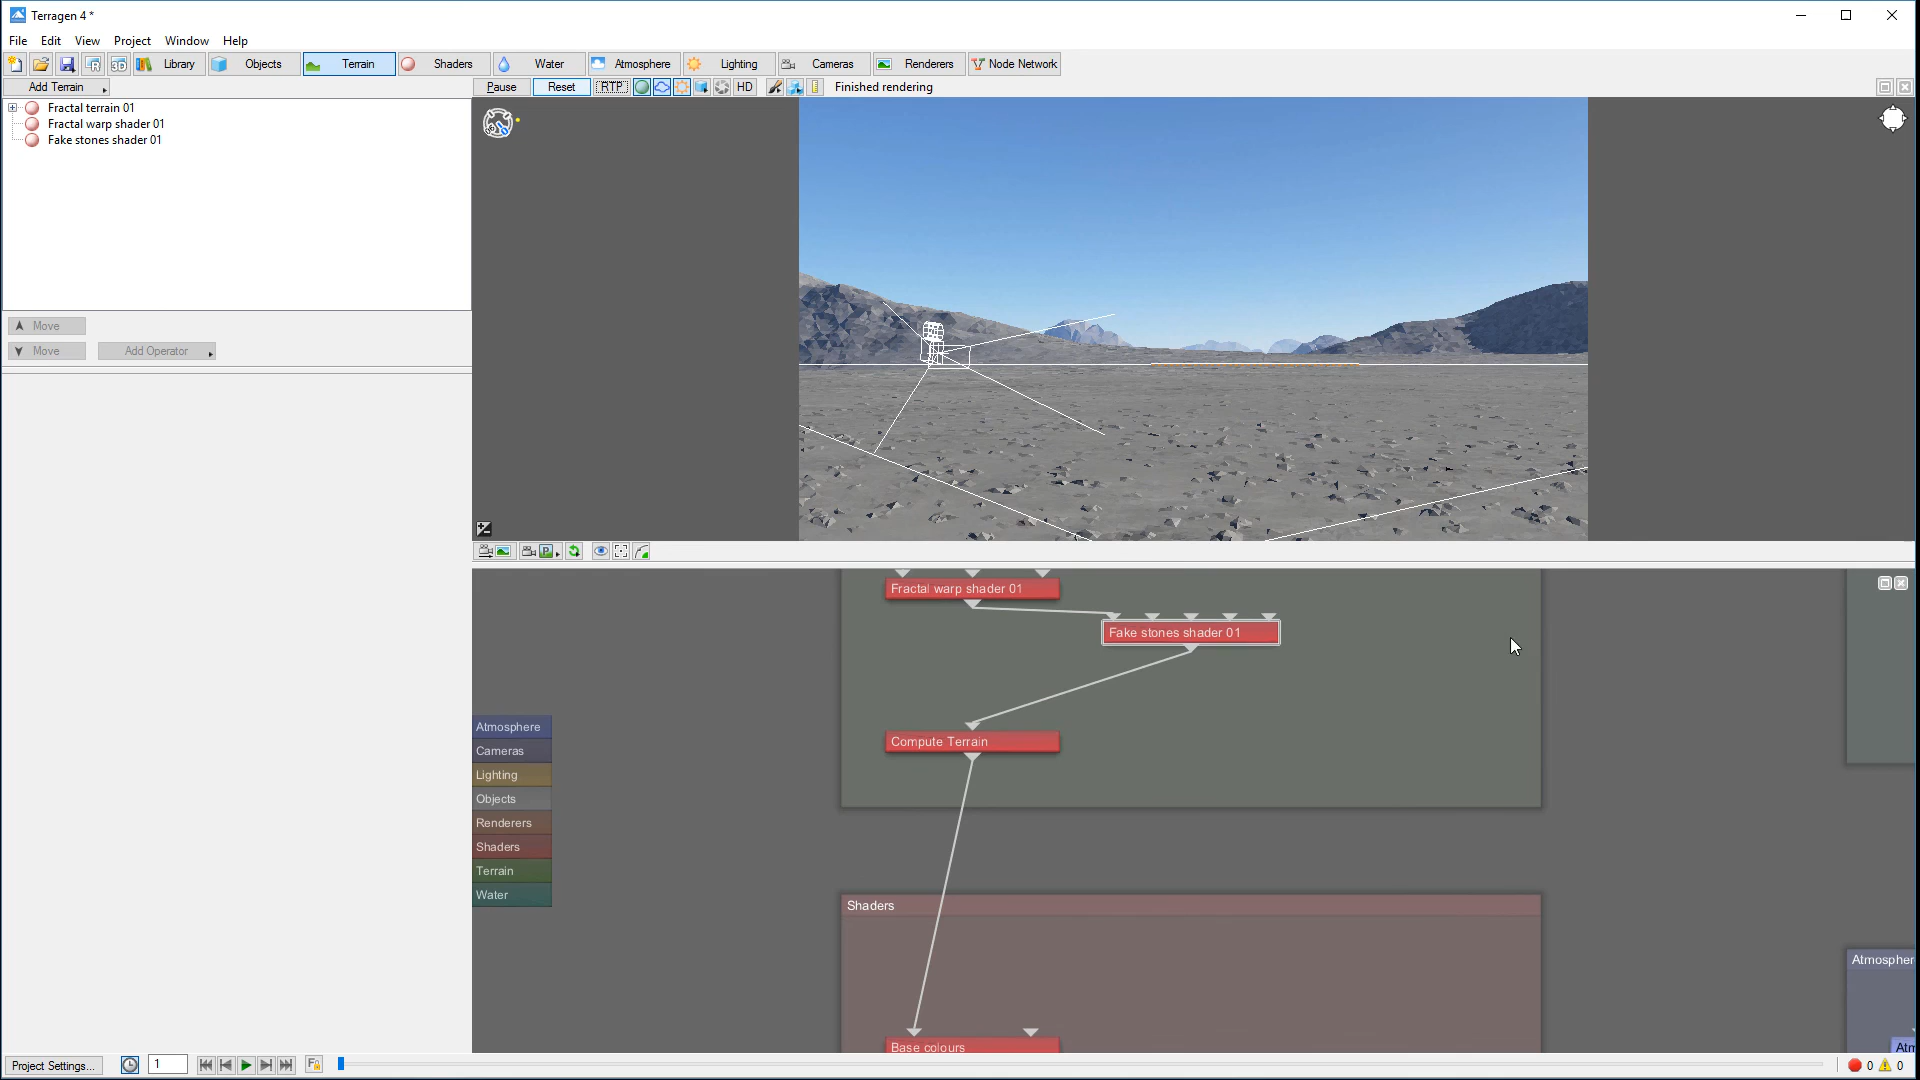 Terragen 4 *
File Edit View Project Window Help
Library Objects Terrain Shaders Water Atmosphere Lighting Cameras Renderers Node Network
Add Terrain
Pause Reset RTP HD Finished rendering
Fractal terrain 01
Fractal warp shader 01
Fake stones shader 01
Move
Move Add Operator
Fractal warp shader 01
Fake stones shader 01
Compute Terrain
Atmosphere
Cameras
Lighting
Objects
Renderers
Shaders
Terrain
Water
Shaders
Atmospher
Base colours
Atm
Project Settings... 1 0 0